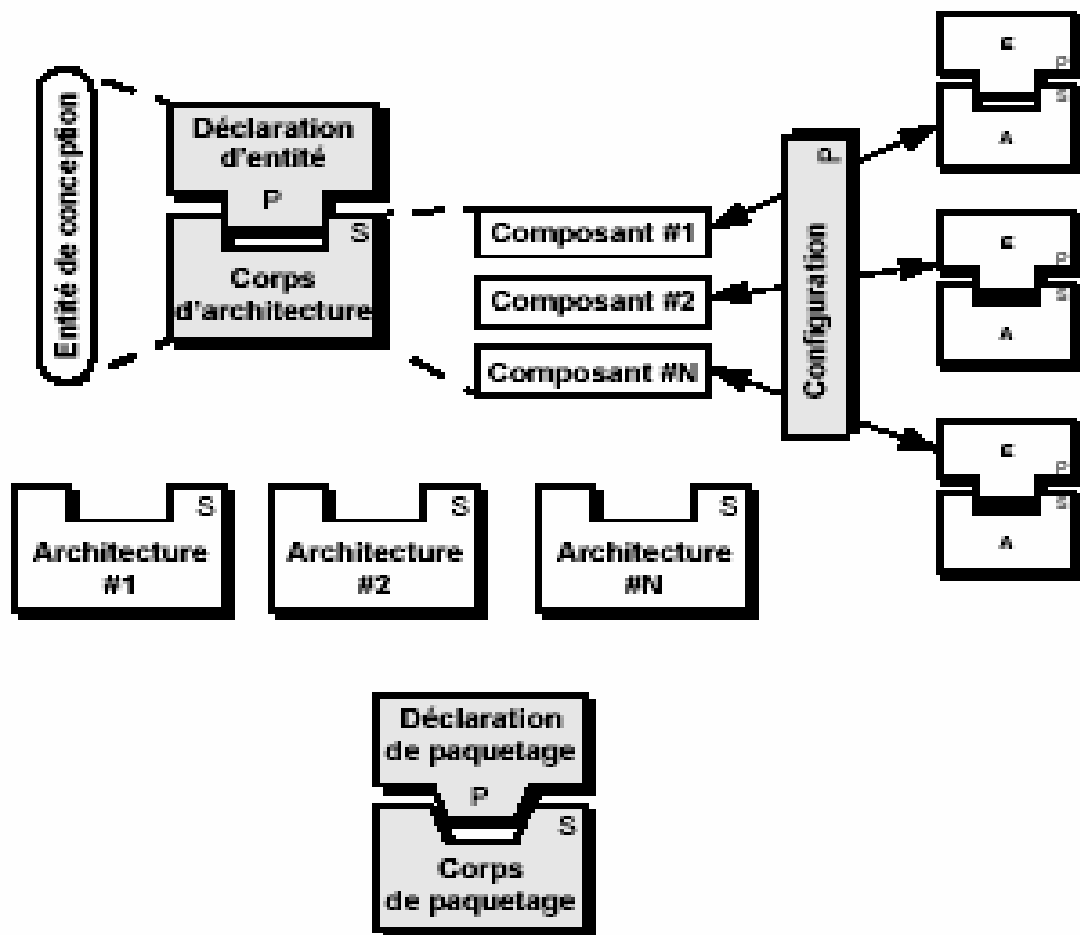 Entité de conception
Déclaration
d'entité
P
S
Corps
d'architecture
Composant #1
Composant #2
Composant #N
Configuration
P
E
P
S
A
E
P
S
A
E
P
S
A
S
Architecture
#1
S
Architecture
#2
S
Architecture
#N
Déclaration
de paquetage
P
S
Corps
de paquetage